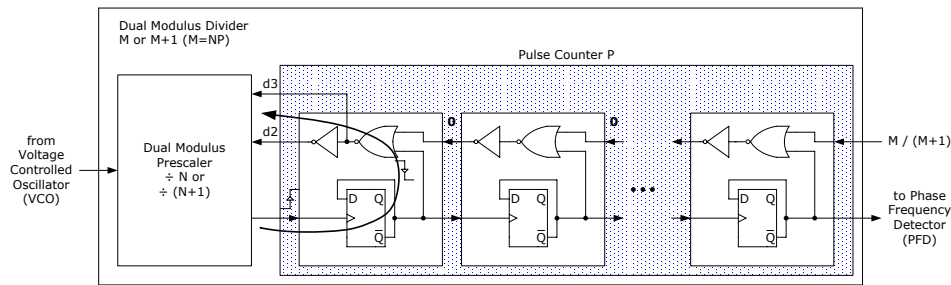 Dual Modulus Divider
M or M+1 (M=NP)
Pulse Counter P
d3
d2
0
0
from
Voltage
Controlled
Oscillator
(VCO)
Dual Modulus
Prescaler
÷ N or
÷ (N+1)
M / (M+1)
D Q
Q
D Q
Q
...
D Q
Q
to Phase
Frequency
Detector
(PFD)